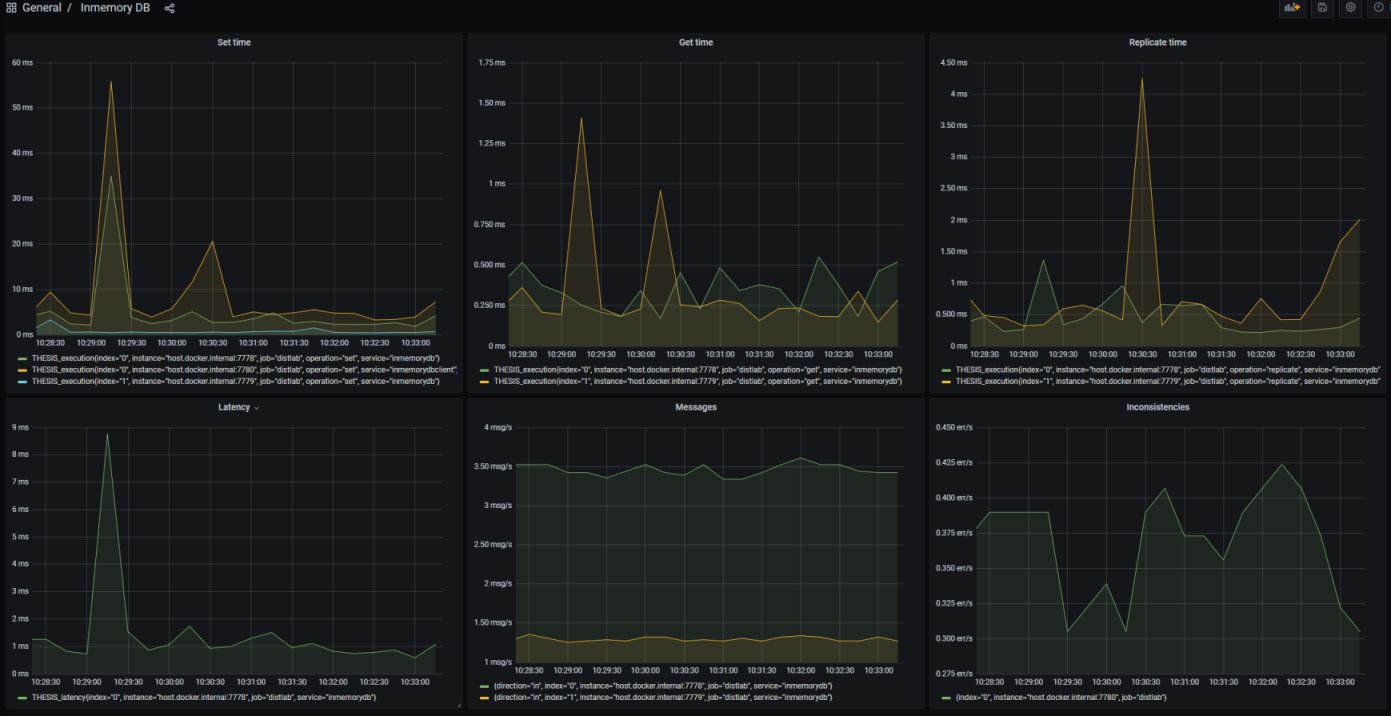 General / Inmemory DB
Set time
60 ms
50 ms
40 ms
30 ms
20 ms
10 ms
0 ms
10:28:30 10:29:00 10:29:30 10:30:00 10:30:30 10:31:00 10:31:30 10:32:00 10:32:30 10:33:00
THESIS_execution{index="0", instance="host.docker.internal:7778", job="distlab", operation="set", service="inmemorydb"}
THESIS_execution{index="0", instance="host.docker.internal:7780", job="distlab", operation="set", service="inmemorydbclient"
THESIS_execution{index="1", instance="host.docker.internal:7779", job="distlab", operation="set", service="inmemorydb"}
Get time
1.75 ms
1.50 ms
1.25 ms
1 ms
0.750 ms
0.500 ms
0.250 ms
0 ms
10:28:30 10:29:00 10:29:30 10:30:00 10:30:30 10:31:00 10:31:30 10:32:00 10:32:30 10:33:00
THESIS_execution{index="0", instance="host.docker.internal:7778", job="distlab", operation="get", service="inmemorydb"}
THESIS_execution{index="1", instance="host.docker.internal:7779", job="distlab", operation="get", service="inmemorydb"}
Replicate time
4.50 ms
4 ms
3.50 ms
3 ms
2.50 ms
2 ms
1.50 ms
1 ms
0.500 ms
0 ms
10:28:30 10:29:00 10:29:30 10:30:00 10:30:30 10:31:00 10:31:30 10:32:00 10:32:30 10:33:00
THESIS_execution{index="0", instance="host.docker.internal:7778", job="distlab", operation="replicate", service="inmemorydb"
THESIS_execution{index="1", instance="host.docker.internal:7779", job="distlab", operation="replicate", service="inmemorydb"
Latency
9 ms
8 ms
7 ms
6 ms
5 ms
4 ms
3 ms
2 ms
1 ms
0 ms
10:28:30 10:29:00 10:29:30 10:30:00 10:30:30 10:31:00 10:31:30 10:32:00 10:32:30 10:33:00
THESIS_latency{index="0", instance="host.docker.internal:7778", job="distlab", service="inmemorydb"}
Messages
4 msg/s
3.50 msg/s
3 msg/s
2.50 msg/s
2 msg/s
1.50 msg/s
1 msg/s
10:28:30 10:29:00 10:29:30 10:30:00 10:30:30 10:31:00 10:31:30 10:32:00 10:32:30 10:33:00
{direction="in", index="0", instance="host.docker.internal:7778", job="distlab", service="inmemorydb"}
{direction="in", index="1", instance="host.docker.internal:7779", job="distlab", service="inmemorydb"}
Inconsistencies
0.450 err/s
0.425 err/s
0.400 err/s
0.375 err/s
0.350 err/s
0.325 err/s
0.300 err/s
0.275 err/s
10:28:30 10:29:00 10:29:30 10:30:00 10:30:30 10:31:00 10:31:30 10:32:00 10:32:30 10:33:00
{index="0", instance="host.docker.internal:7780", job="distlab"}